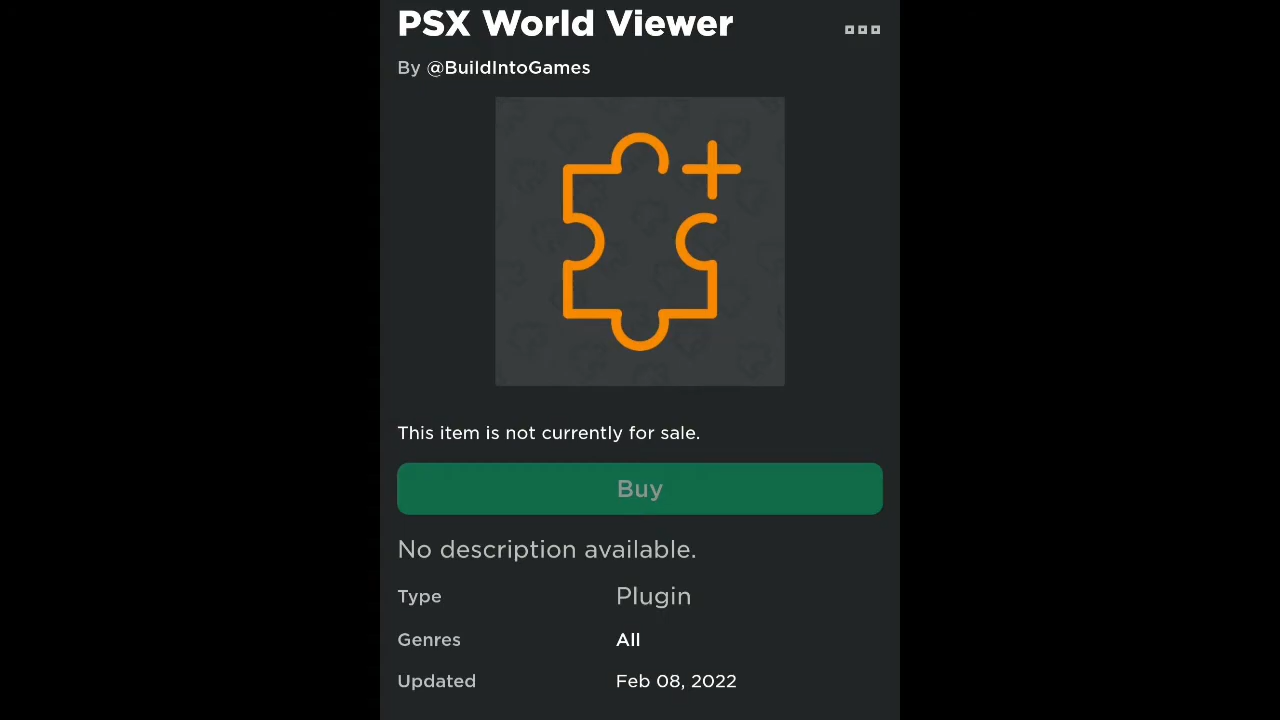 PSX World Viewer
By @BuildIntoGames
This item is not currently for sale.
Buy
No description available.
Type Plugin
Genres All
Updated Feb 08, 2022